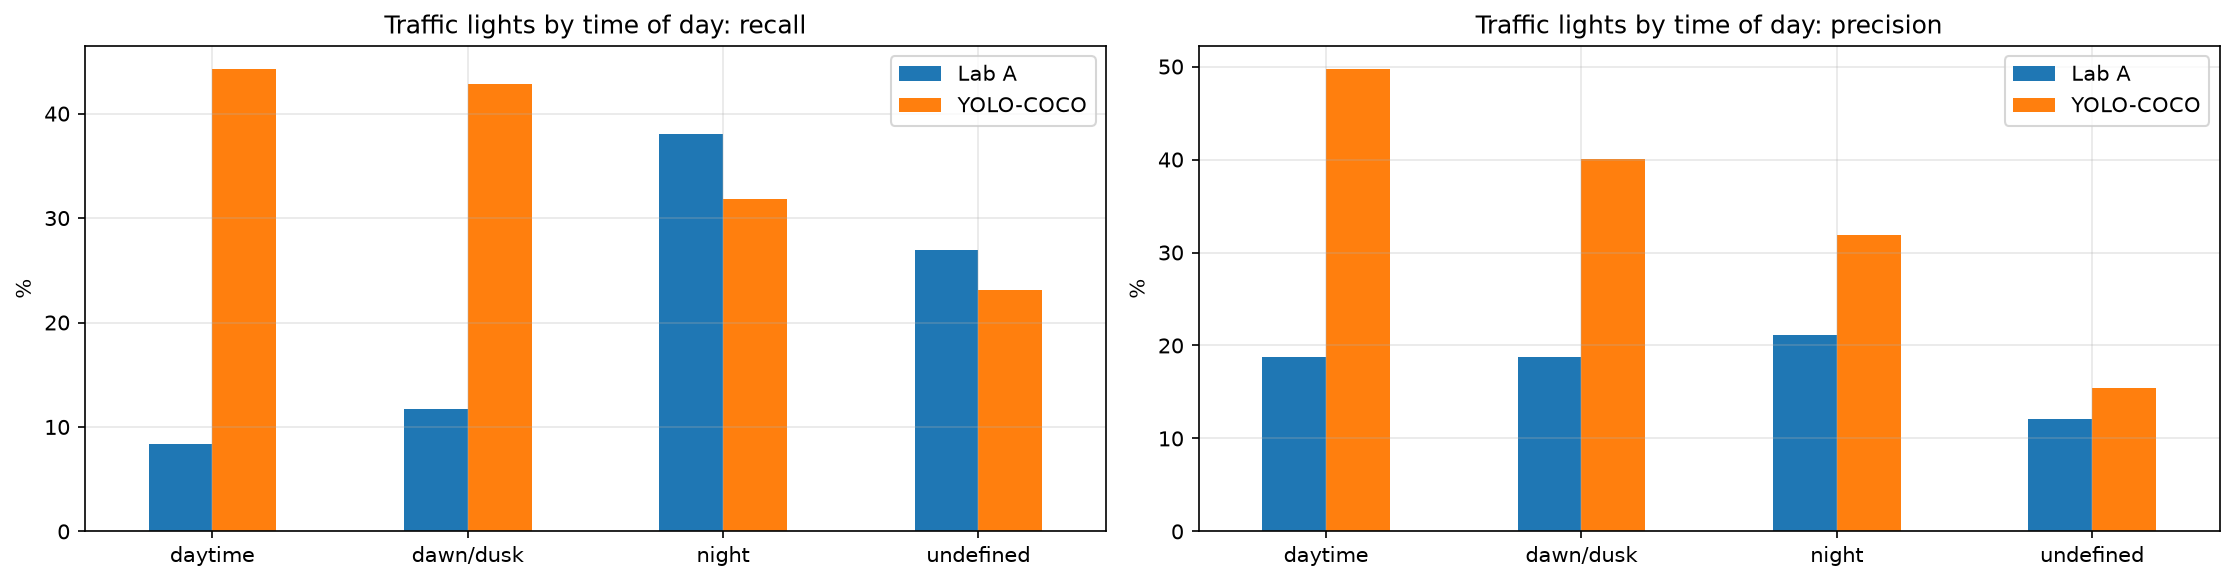 Traffic lights by time of day: recall
Lab A
YOLO-COCO
40
30
20
10
0
%
daytime
dawn/dusk
night
undefined
Traffic lights by time of day: precision
Lab A
YOLO-COCO
50
40
30
20
10
0
%
daytime
dawn/dusk
night
undefined